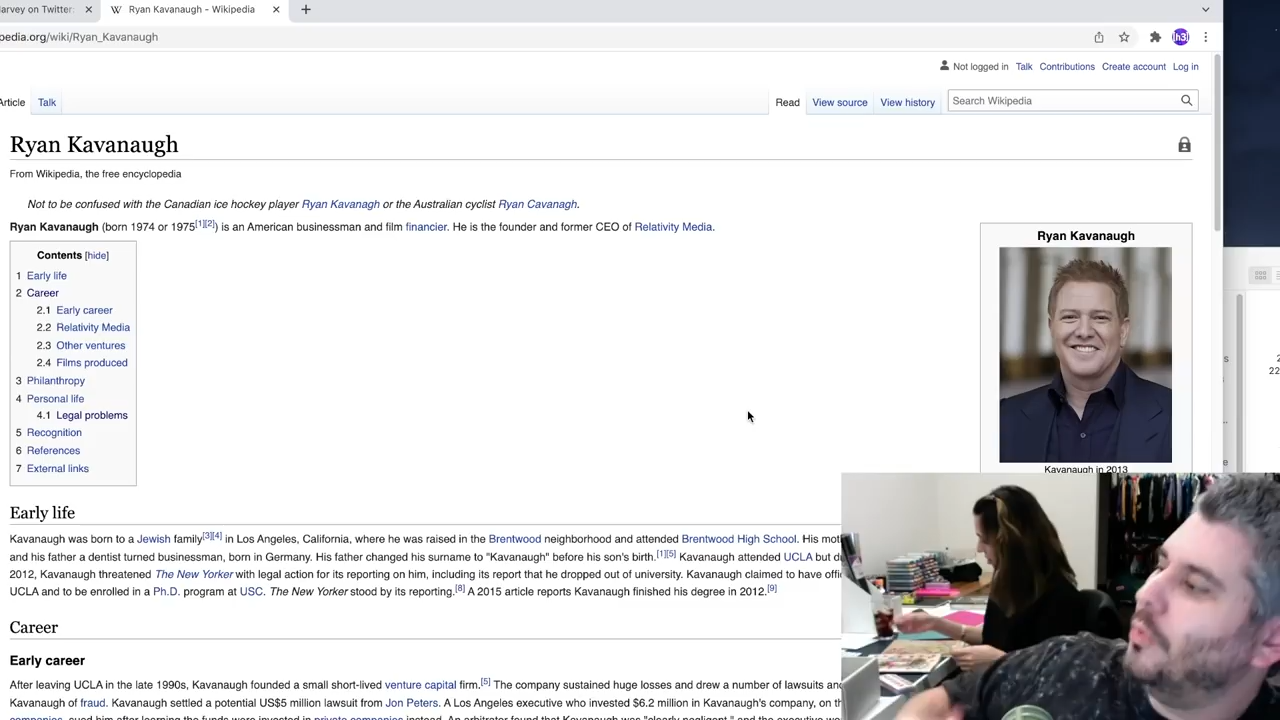 arvey on Twitter:
Ryan Kavanaugh - Wikipedia
pedia.org/wiki/Ryan_Kavanaugh
h3
Not logged in Talk Contributions Create account Log in
Article Talk Read View source View history Search Wikipedia
Ryan Kavanaugh
From Wikipedia, the free encyclopedia
Not to be confused with the Canadian ice hockey player Ryan Kavanagh or the Australian cyclist Ryan Cavanagh.
Ryan Kavanaugh (born 1974 or 1975[1][2]) is an American businessman and film financier. He is the founder and former CEO of Relativity Media.
Contents [hide]
1 Early life
2 Career
2.1 Early career
2.2 Relativity Media
2.3 Other ventures
2.4 Films produced
3 Philanthropy
4 Personal life
4.1 Legal problems
5 Recognition
6 References
7 External links
Ryan Kavanaugh
Kavanaugh in 2013
Early life
Kavanaugh was born to a Jewish family[3][4] in Los Angeles, California, where he was raised in the Brentwood neighborhood and attended Brentwood High School. His mot
and his father a dentist turned businessman, born in Germany. His father changed his surname to "Kavanaugh" before his son's birth.[1][5] Kavanaugh attended UCLA but d
2012, Kavanaugh threatened The New Yorker with legal action for its reporting on him, including its report that he dropped out of university. Kavanaugh claimed to have offi
UCLA and to be enrolled in a Ph.D. program at USC. The New Yorker stood by its reporting.[8] A 2015 article reports Kavanaugh finished his degree in 2012.[9]
Career
Early career
After leaving UCLA in the late 1990s, Kavanaugh founded a small short-lived venture capital firm.[5] The company sustained huge losses and drew a number of lawsuits and
Kavanaugh of fraud. Kavanaugh settled a potential US$5 million lawsuit from Jon Peters. A Los Angeles executive who invested $6.2 million in Kavanaugh's company, on th
companies, sued him after learning the funds were invested in private companies instead. An arbitrator found that Kavanaugh was "clearly negligent," and the executive wo
2
22